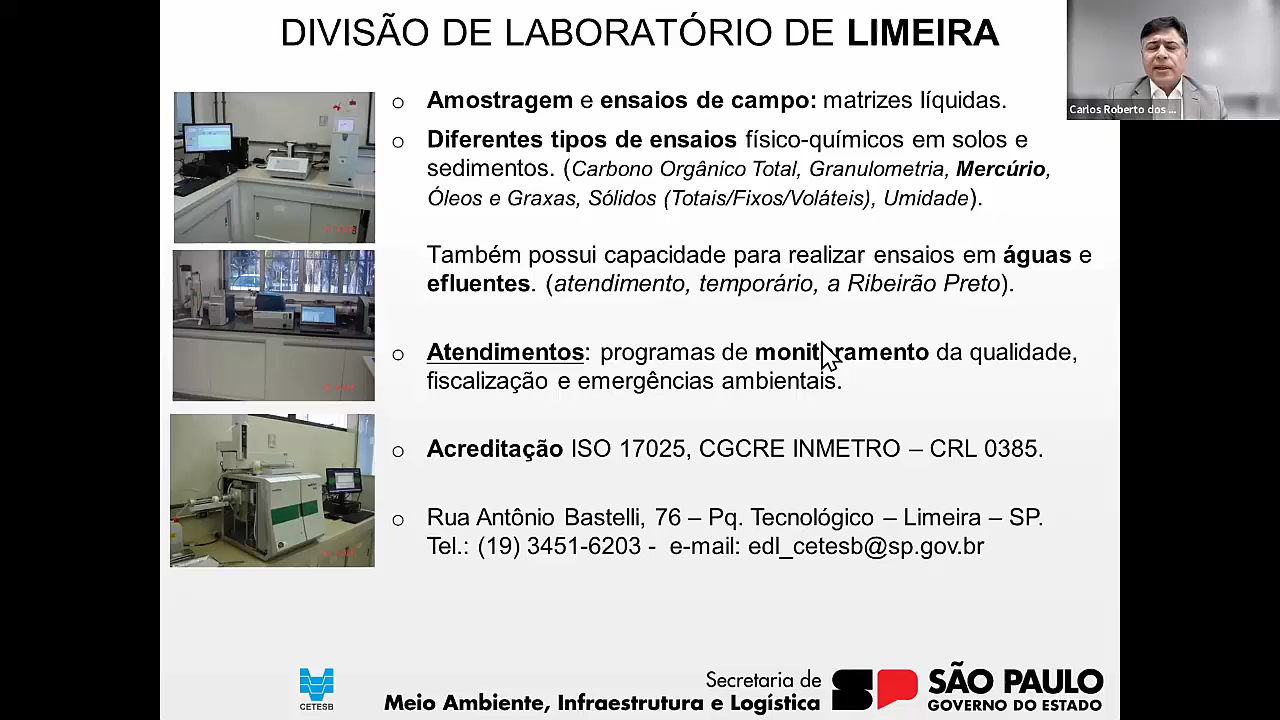 DIVISÃO DE LABORATÓRIO DE LIMEIRA
Carlos Roberto dos ...
○ Amostragem e ensaios de campo: matrizes líquidas.
○ Diferentes tipos de ensaios físico-químicos em solos e
sedimentos. (Carbono Orgânico Total, Granulometria, Mercúrio,
Óleos e Graxas, Sólidos (Totais/Fixos/Voláteis), Umidade).
Também possui capacidade para realizar ensaios em águas e
efluentes. (atendimento, temporário, a Ribeirão Preto).
○ Atendimentos: programas de monitoramento da qualidade,
fiscalização e emergências ambientais.
○ Acreditação ISO 17025, CGCRE INMETRO – CRL 0385.
○ Rua Antônio Bastelli, 76 – Pq. Tecnológico – Limeira – SP.
Tel.: (19) 3451-6203 - e-mail: edl_cetesb@sp.gov.br
CETESB
Secretaria de
Meio Ambiente, Infraestrutura e Logística
SP
SÃO PAULO
GOVERNO DO ESTADO